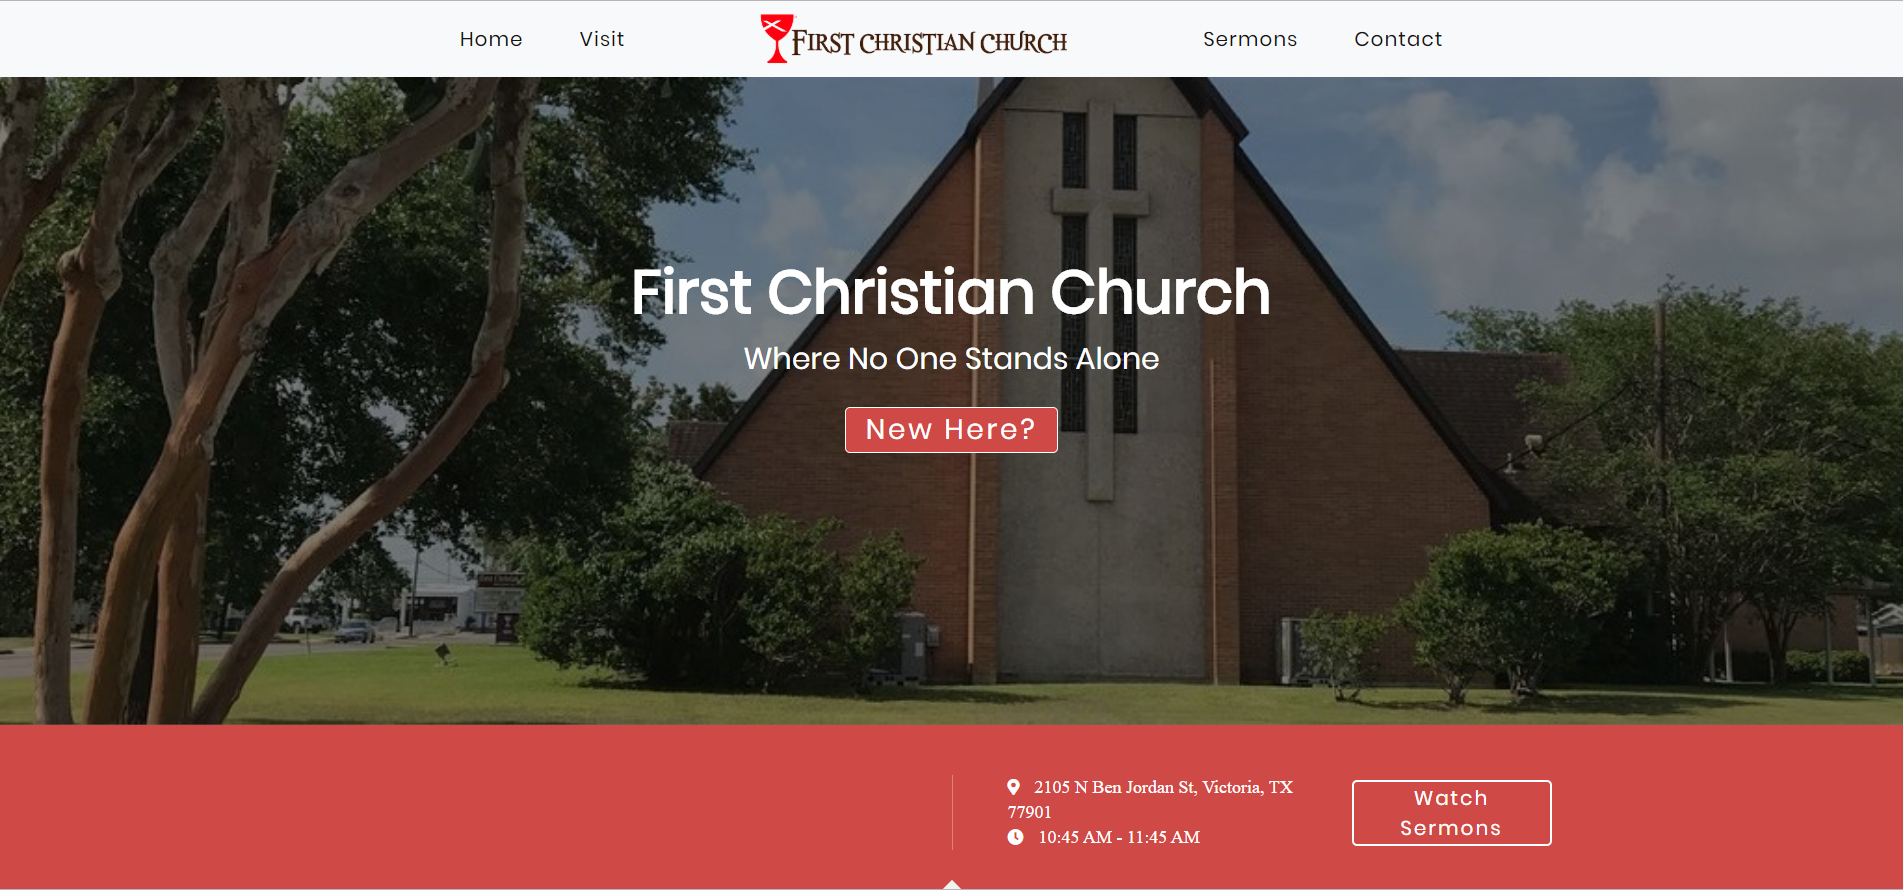 Home
Visit
FIRST CHRISTIAN CHURCH
Sermons
Contact
First Christian Church
Where No One Stands Alone
New Here?
2105 N Ben Jordan St, Victoria, TX
77901
10:45 AM - 11:45 AM
Watch
Sermons